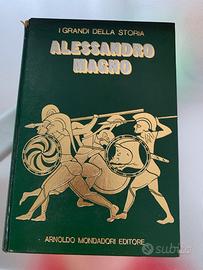 I GRANDI DELLA STORIA
ALESSANDRO
MAGNO
ARNOLDO MONDADORI EDITORE
subito